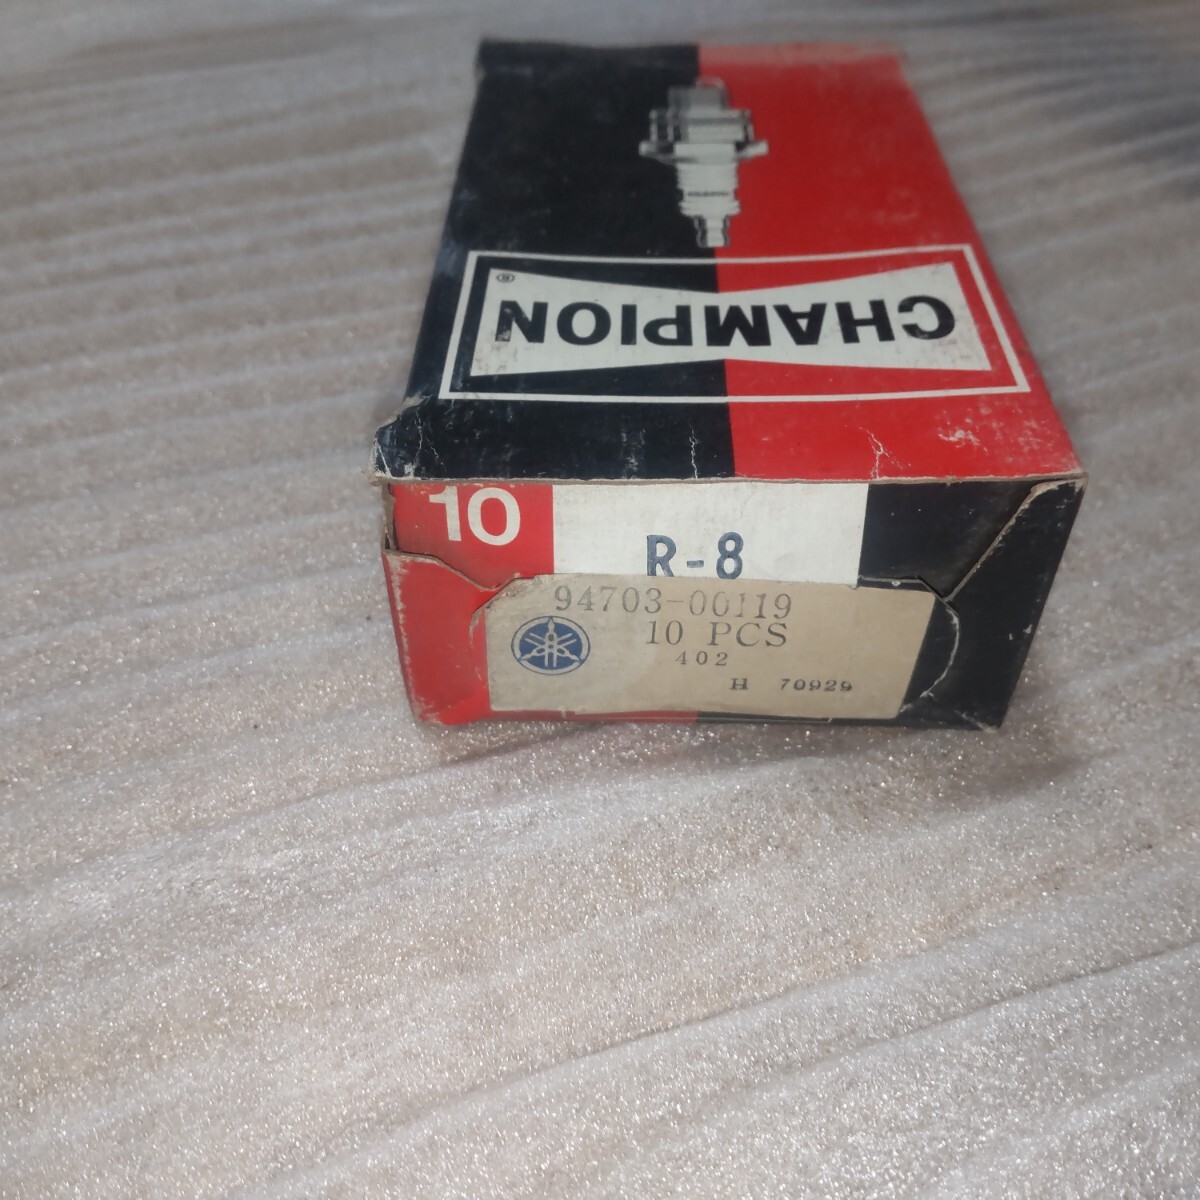 CHAMPION
®
10
R-8
94703-00119
10 PCS
402
H 70929